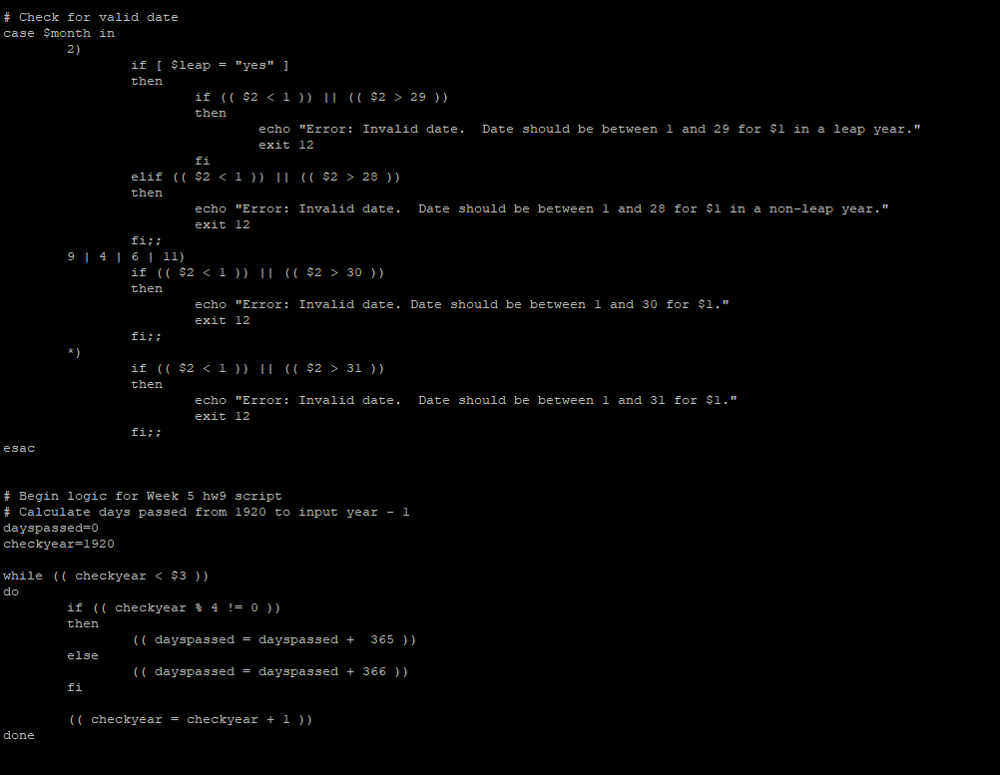 # Check for valid date
case $month in
        2)
                if [ $leap = "yes" ]
                then
                        if (( $2 < 1 )) || (( $2 > 29 ))
                        then
                                echo "Error: Invalid date.  Date should be between 1 and 29 for $1 in a leap year."
                                exit 12
                        fi
                elif (( $2 < 1 )) || (( $2 > 28 ))
                then
                        echo "Error: Invalid date.  Date should be between 1 and 28 for $1 in a non-leap year."
                        exit 12
                fi;;
        9 | 4 | 6 | 11)
                if (( $2 < 1 )) || (( $2 > 30 ))
                then
                        echo "Error: Invalid date. Date should be between 1 and 30 for $1."
                        exit 12
                fi;;
        *)
                if (( $2 < 1 )) || (( $2 > 31 ))
                then
                        echo "Error: Invalid date.  Date should be between 1 and 31 for $1."
                        exit 12
                fi;;
esac


# Begin logic for Week 5 hw9 script
# Calculate days passed from 1920 to input year - 1
dayspassed=0
checkyear=1920

while (( checkyear < $3 ))
do
        if (( checkyear % 4 != 0 ))
        then
                (( dayspassed = dayspassed +  365 ))
        else
                (( dayspassed = dayspassed + 366 ))
        fi

        (( checkyear = checkyear + 1 ))
done